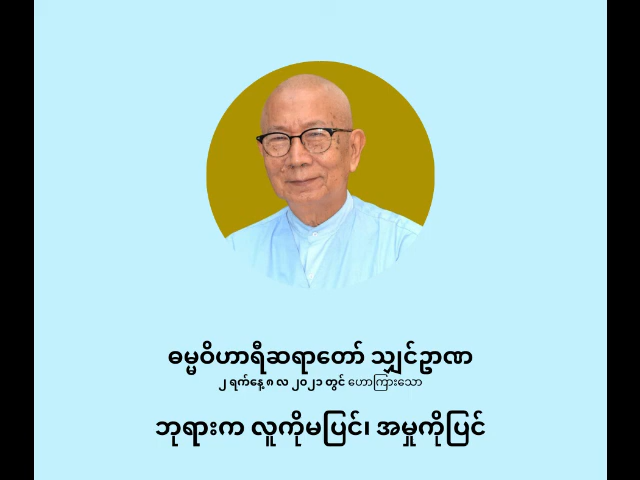 ဓမ္မဝိဟာရီဆရာတော် သျှင်ဥာဏ
၂ ရက်နေ့ ၈ လ ၂၀၂၁ တွင် ဟောကြားသော
ဘုရားက လူကိုမပြင်၊ အမှုကိုပြင်